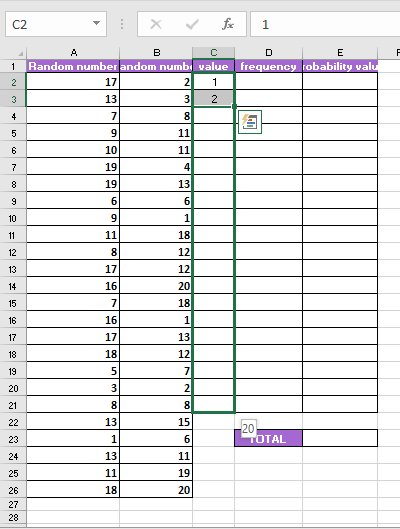 C2 1
A B C D E F
1 Random number andom numbe value frequency obability valu
2 17 2 1
3 13 3 2
4 7 8
5 9 11
6 10 11
7 19 4
8 19 13
9 6 6
10 9 1
11 11 18
12 8 12
13 17 12
14 16 20
15 7 18
16 16 1
17 17 13
18 18 12
19 5 7
20 3 2
21 8 8
22 13 15 20
23 1 6 TOTAL
24 13 11
25 11 19
26 18 20
27
28